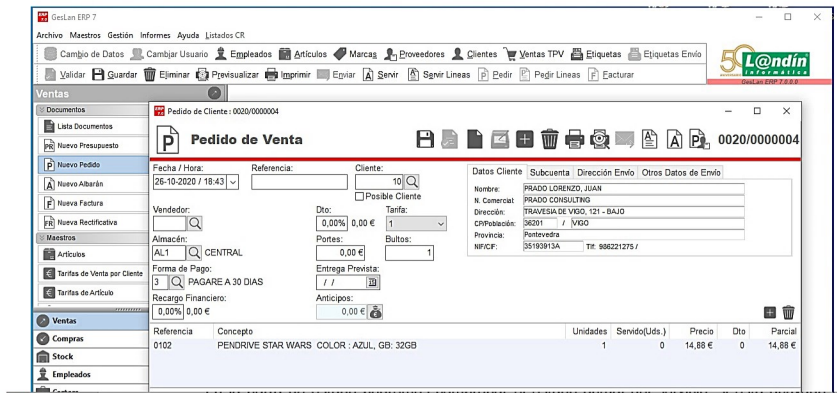 GesLan ERP 7
Archivo Maestros Gestión Informes Ayuda Listados CR
Cambio de Datos Cambiar Usuario Empleados Artículos Marcas Proveedores Clientes Ventas TPV Etiquetas Etiquetas Envío
Validar Guardar Eliminar Previsualizar Imprimir Enviar Servir Servir Lineas Pedir Pedir Lineas Facturar
50 L@ndín
Informática
GesLan ERP 7.0.0.0
Ventas
Documentos
Lista Documentos
Nuevo Presupuesto
Nuevo Pedido
Nuevo Albarán
Nueva Factura
Nueva Rectificativa
Maestros
Artículos
Tarifas de Venta por Cliente
Tarifas de Artículo
Ventas
Compras
Stock
Empleados
Pedido de Cliente: 0020/0000004
Pedido de Venta 0020/0000004
Fecha / Hora: Referencia: Cliente:
26-10-2020 / 18:43 10
Posible Cliente
Vendedor: Dto: Tarifa:
0,00% 0,00 € 1
Almacén: Portes: Bultos:
AL1 CENTRAL 0,00 € 1
Forma de Pago: Entrega Prevista:
3 PAGARE A 30 DIAS / /
Recargo Financiero: Anticipos:
0,00% 0,00 € 0,00 €
Datos Cliente Subcuenta Dirección Envío Otros Datos de Envío
Nombre: PRADO LORENZO, JUAN
N. Comercial: PRADO CONSULTING
Dirección: TRAVESIA DE VIGO, 121 - BAJO
CP/Población: 36201 / VIGO
Provincia: Pontevedra
NIF/CIF: 35193913A Tlf: 986221275 /
Referencia Concepto Unidades Servido(Uds.) Precio Dto Parcial
0102 PENDRIVE STAR WARS COLOR : AZUL, GB: 32GB 1 0 14,88 € 0 14,88 €